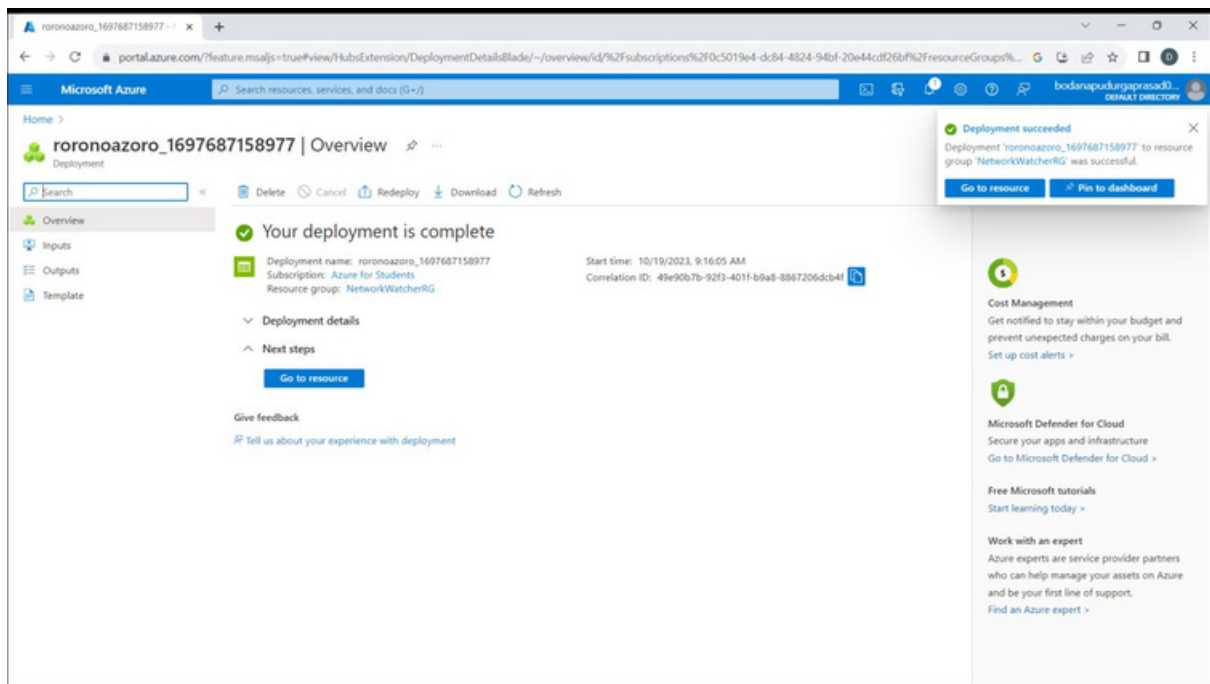 roronoazoro_1697687158977 - 
portal.azure.com/?feature.msaljs=true#view/HubsExtension/DeploymentDetailsBlade/~/overview/id/%2Fsubscriptions%2F0c5019e4-dc84-4824-94bf-20e44cdf26bf%2FresourceGroups%...
D
Microsoft Azure
Search resources, services, and docs (G+/)
1
bodanapudurgaprasad0...
DEFAULT DIRECTORY
Home >
roronoazoro_1697687158977 | Overview
Deployment
Search
Delete Cancel Redeploy Download Refresh
Overview
Inputs
Outputs
Template
Your deployment is complete
Deployment name: roronoazoro_1697687158977
Subscription: Azure for Students
Resource group: NetworkWatcherRG
Start time: 10/19/2023, 9:16:05 AM
Correlation ID: 49e90b7b-92f3-401f-b9a8-8867206dcb4f
Deployment details
Next steps
Go to resource
Give feedback
Tell us about your experience with deployment
Deployment succeeded
Deployment 'roronoazoro_1697687158977' to resource
group 'NetworkWatcherRG' was successful.
Go to resource Pin to dashboard
Cost Management
Get notified to stay within your budget and
prevent unexpected charges on your bill.
Set up cost alerts >
Microsoft Defender for Cloud
Secure your apps and infrastructure
Go to Microsoft Defender for Cloud >
Free Microsoft tutorials
Start learning today >
Work with an expert
Azure experts are service provider partners
who can help manage your assets on Azure
and be your first line of support.
Find an Azure expert >